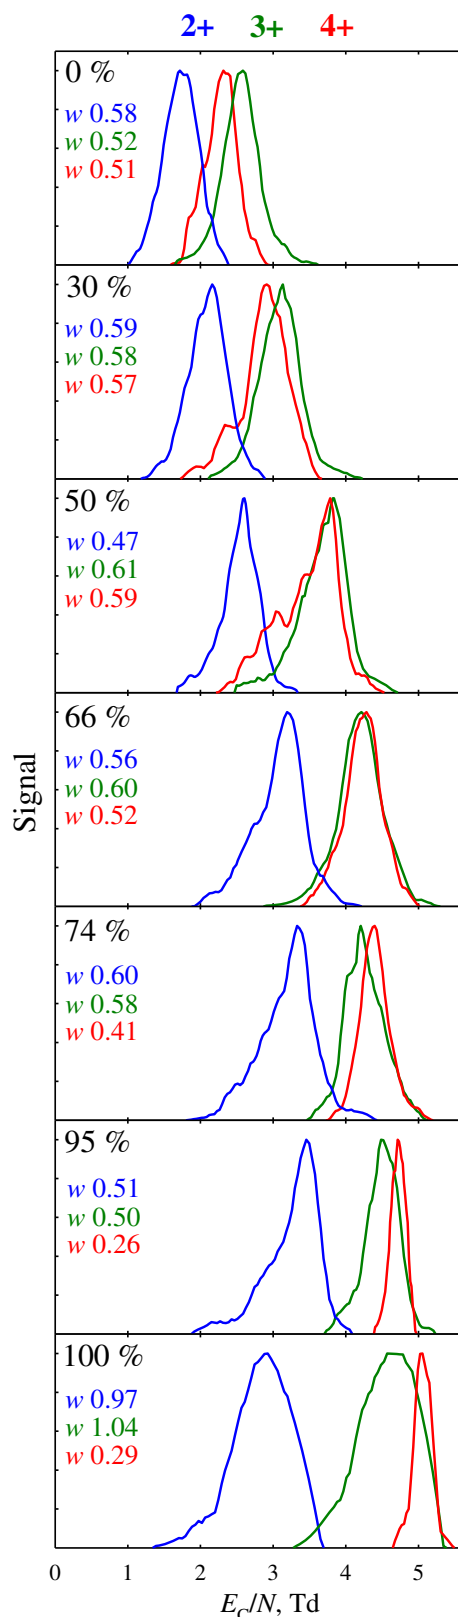 2+ 3+ 4+
0 %
w 0.58
w 0.52
w 0.51
30 %
w 0.59
w 0.58
w 0.57
50 %
w 0.47
w 0.61
w 0.59
66 %
w 0.56
w 0.60
w 0.52
Signal
74 %
w 0.60
w 0.58
w 0.41
95 %
w 0.51
w 0.50
w 0.26
100 %
w 0.97
w 1.04
w 0.29
0 1 2 3 4 5
E_C/N, Td